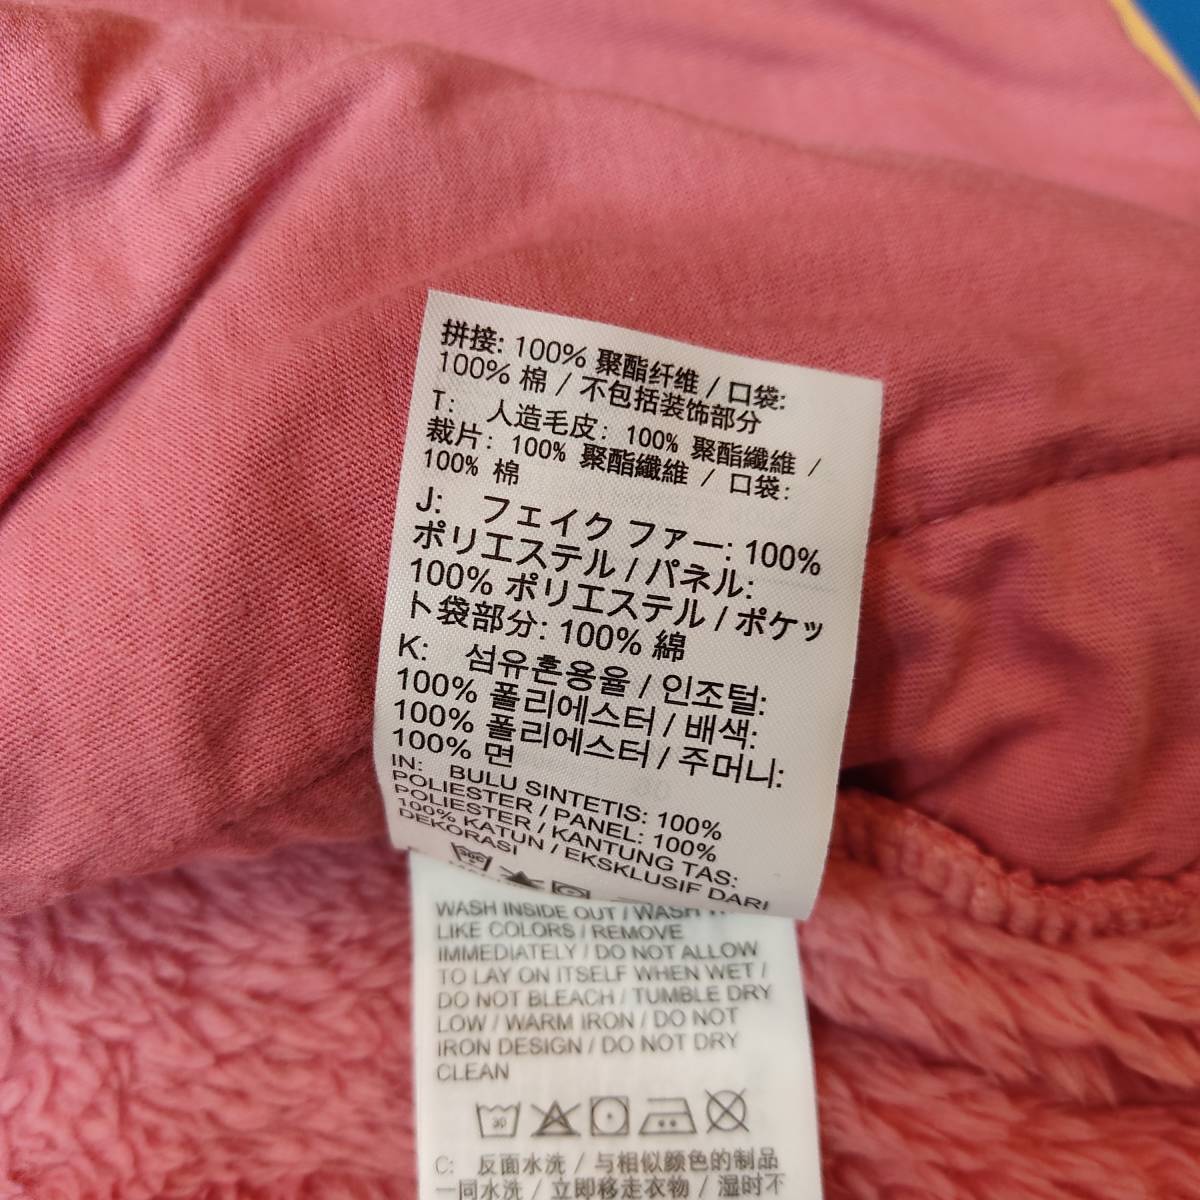 拼接: 100% 聚酯纤维 / 口袋:
100% 棉 / 不包括装饰部分
T: 人造毛皮: 100% 聚酯纖維 /
裁片: 100% 聚酯纖維 / 口袋:
100% 棉
J: フェイクファー: 100%
ポリエステル / パネル:
100% ポリエステル / ポケッ
ト袋部分: 100% 綿
K: 섬유혼용율 / 인조털:
100% 폴리에스터 / 배색:
100% 폴리에스터 / 주머니:
100% 면
IN: BULU SINTETIS: 100%
POLIESTER / PANEL: 100%
POLIESTER / KANTUNG TAS:
100% KATUN / EKSKLUSIF DARI
DEKORASI
WASH INSIDE OUT / WASH
LIKE COLORS / REMOVE
IMMEDIATELY / DO NOT ALLOW
TO LAY ON ITSELF WHEN WET /
DO NOT BLEACH / TUMBLE DRY
LOW / WARM IRON / DO NOT
IRON DESIGN / DO NOT DRY
CLEAN
30
C: 反面水洗 / 与相似颜色的制品
一同水洗 / 立即移走衣物 / 湿时不